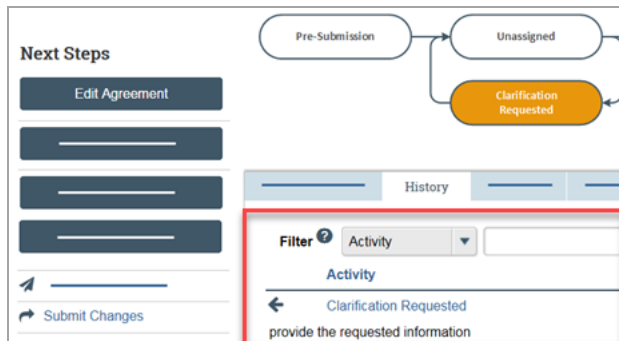 Pre-Submission
Unassigned
Next Steps
Edit Agreement
Clarification
Requested
History
Filter ?
Activity
Activity
Clarification Requested
Submit Changes
provide the requested information